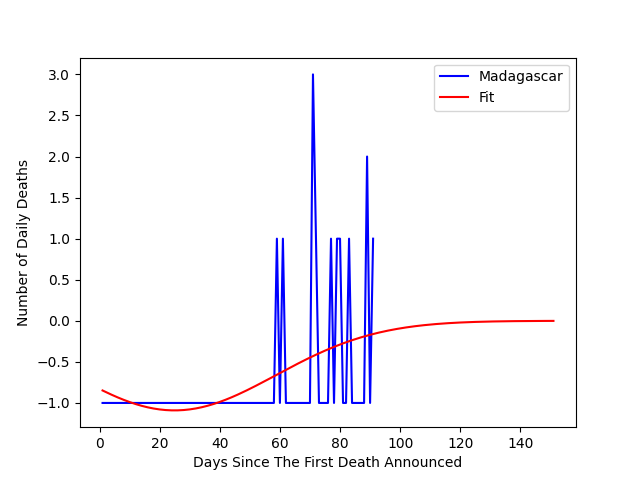 Madagascar
Fit
Number of Daily Deaths
3.0
2.5
2.0
1.5
1.0
0.5
0.0
−0.5
−1.0
0 20 40 60 80 100 120 140
Days Since The First Death Announced